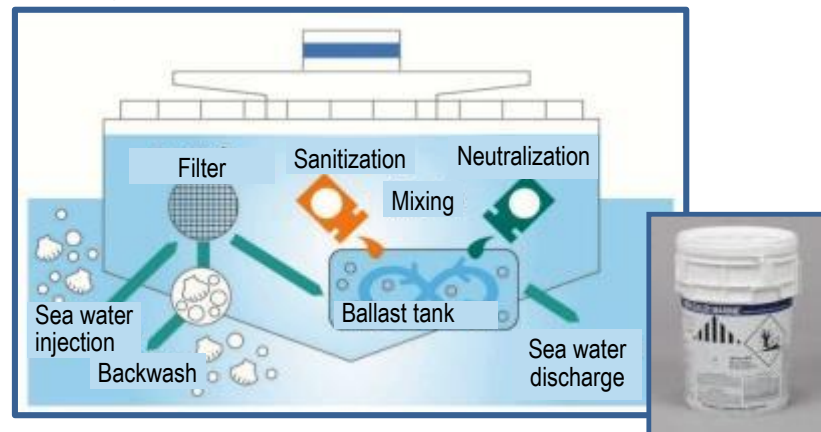 Filter
Sanitization
Neutralization
Mixing
Sea water
injection
Backwash
Ballast tank
Sea water
discharge